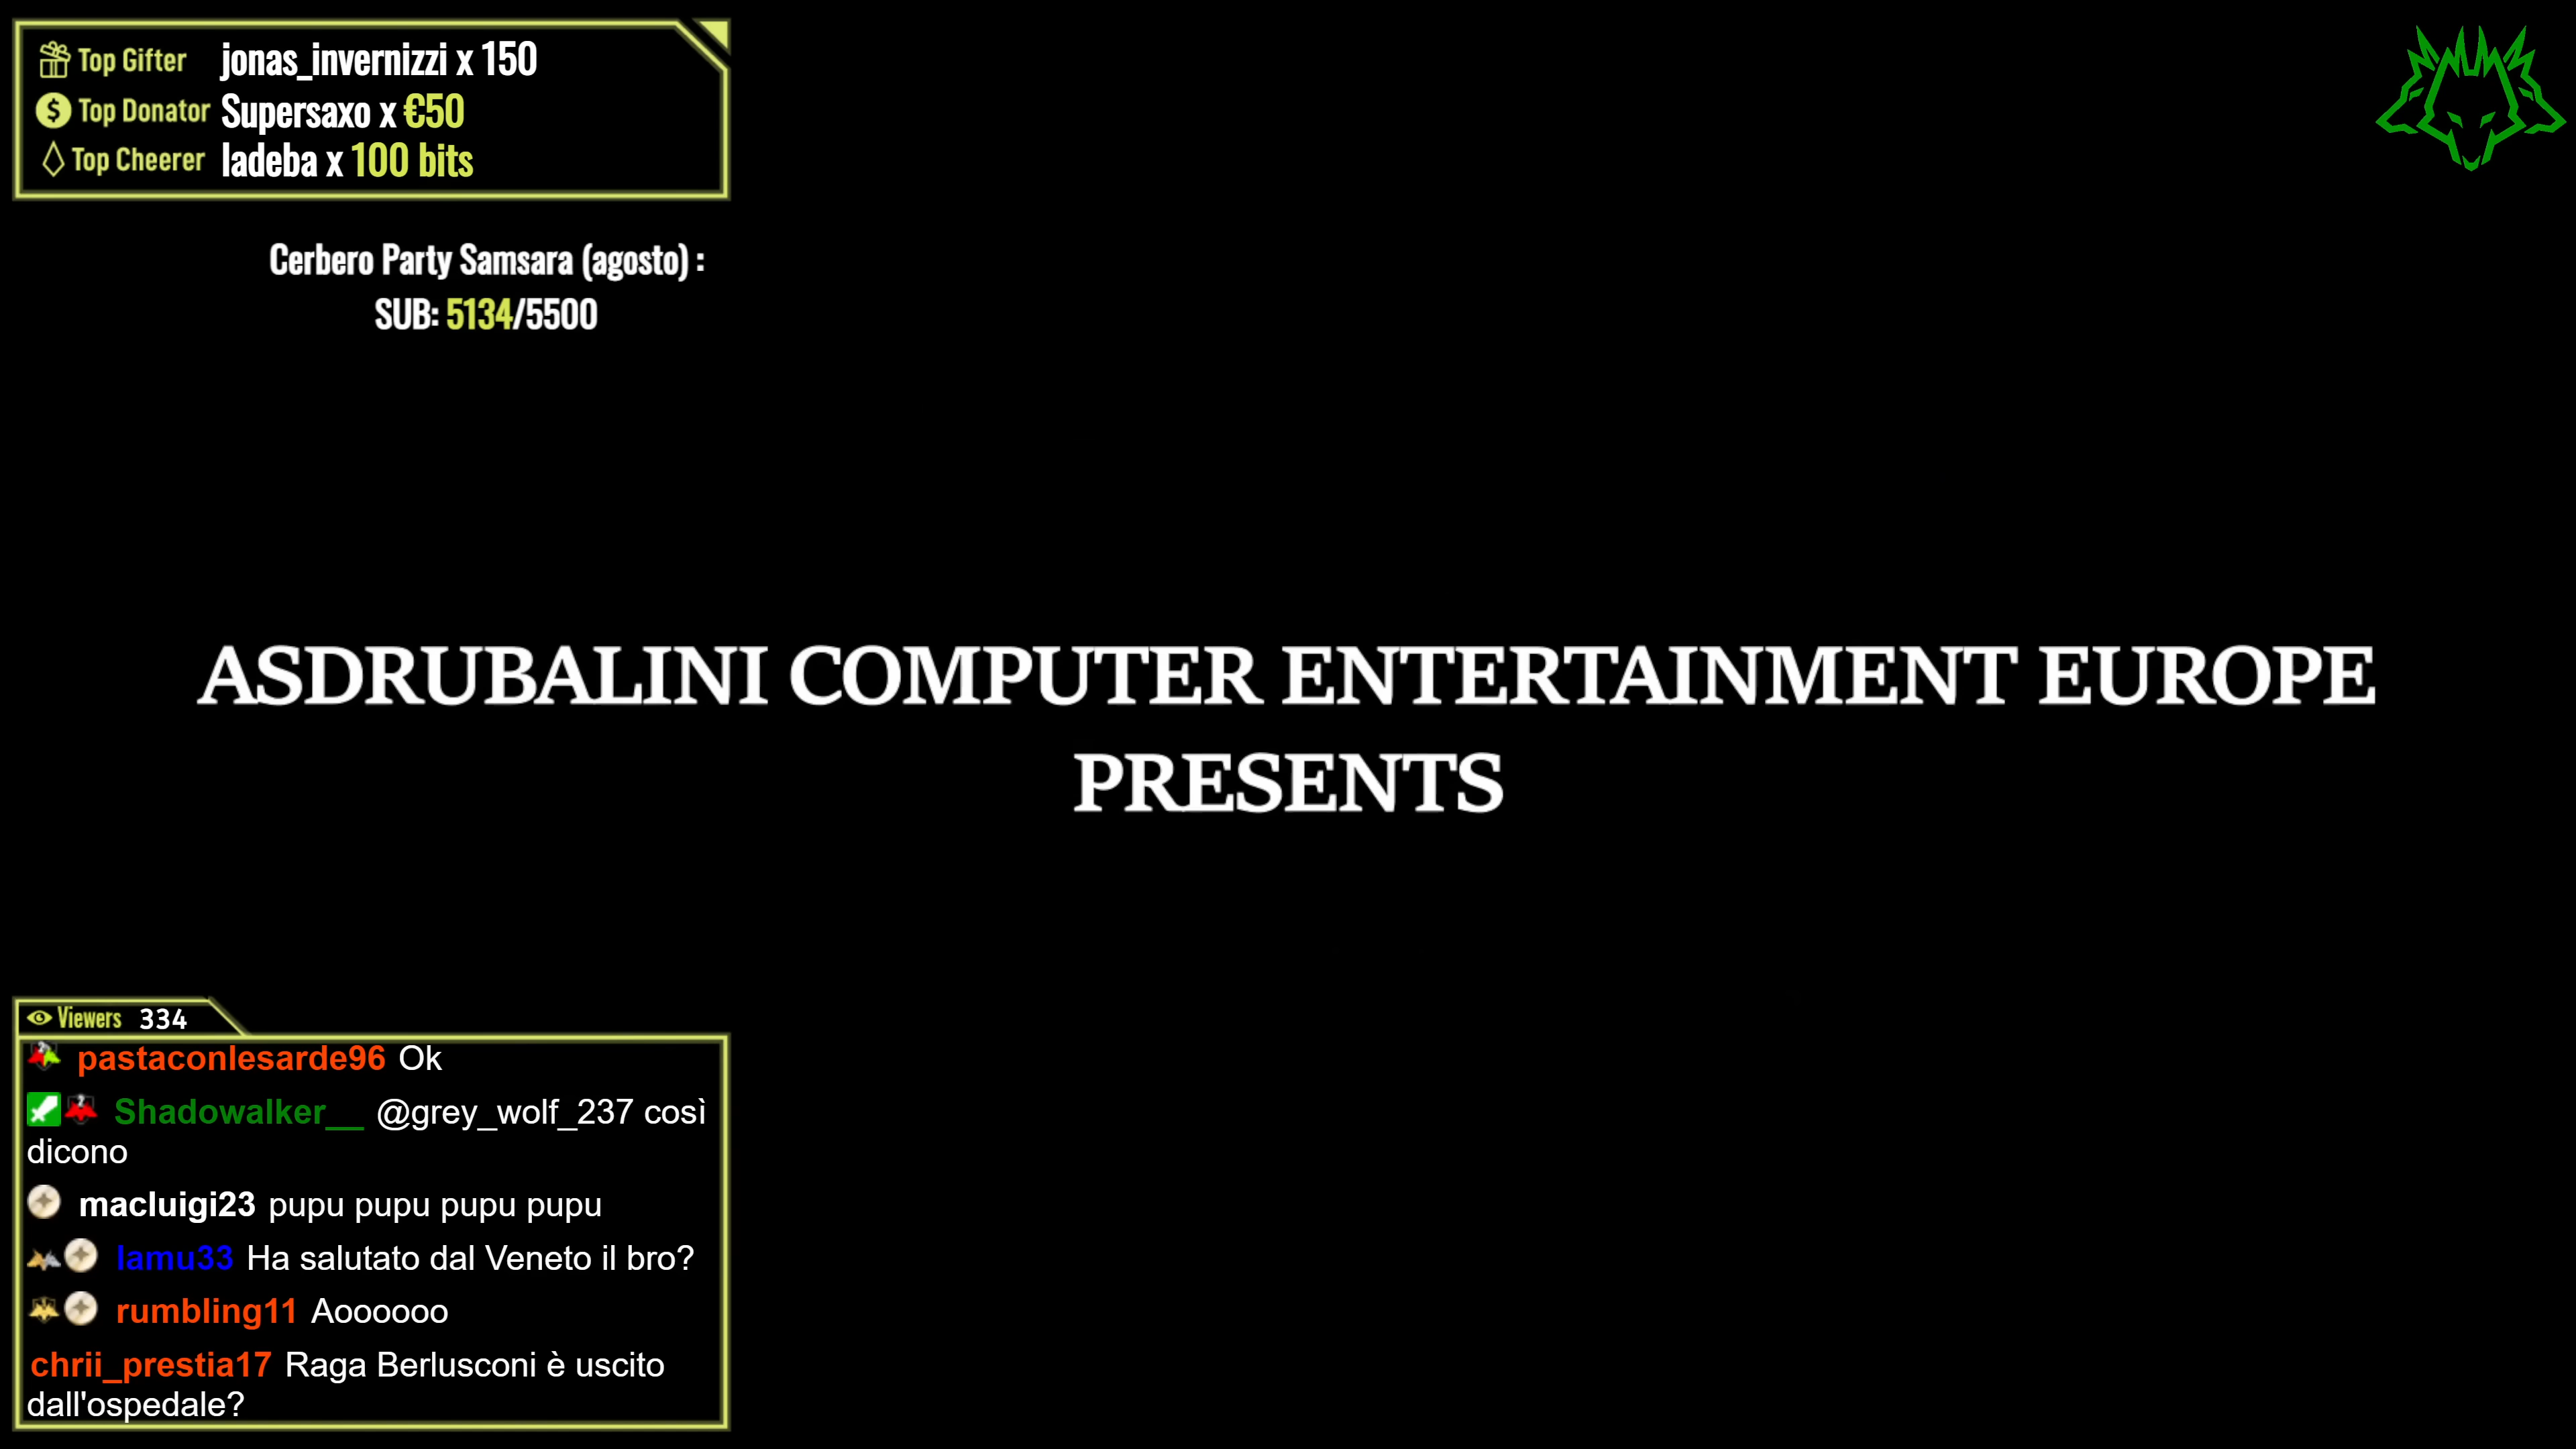 Top Gifter jonas_invernizzi x 150
Top Donator Supersaxo x €50
Top Cheerer ladeba x 100 bits
Cerbero Party Samsara (agosto) :
SUB: 5134/5500
ASDRUBALINI COMPUTER ENTERTAINMENT EUROPE
PRESENTS
Viewers 334
pastaconlesarde96 Ok
Shadowalker__ @grey_wolf_237 così
dicono
macluigi23 pupu pupu pupu pupu
lamu33 Ha salutato dal Veneto il bro?
rumbling11 Aoooooo
chrii_prestia17 Raga Berlusconi è uscito
dall'ospedale?